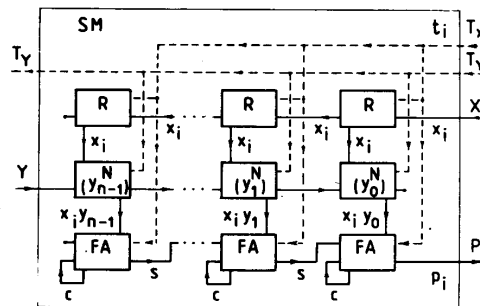 SM
t_i T_X
T_Y T_Y
R R R X
x_i x_i x_i
x_i x_i x_i
Y N (y_{n-1}) N (y_1) N (y_0)
x_i y_{n-1} x_i y_1 x_i y_0
FA FA FA P
s s p_i
c c c